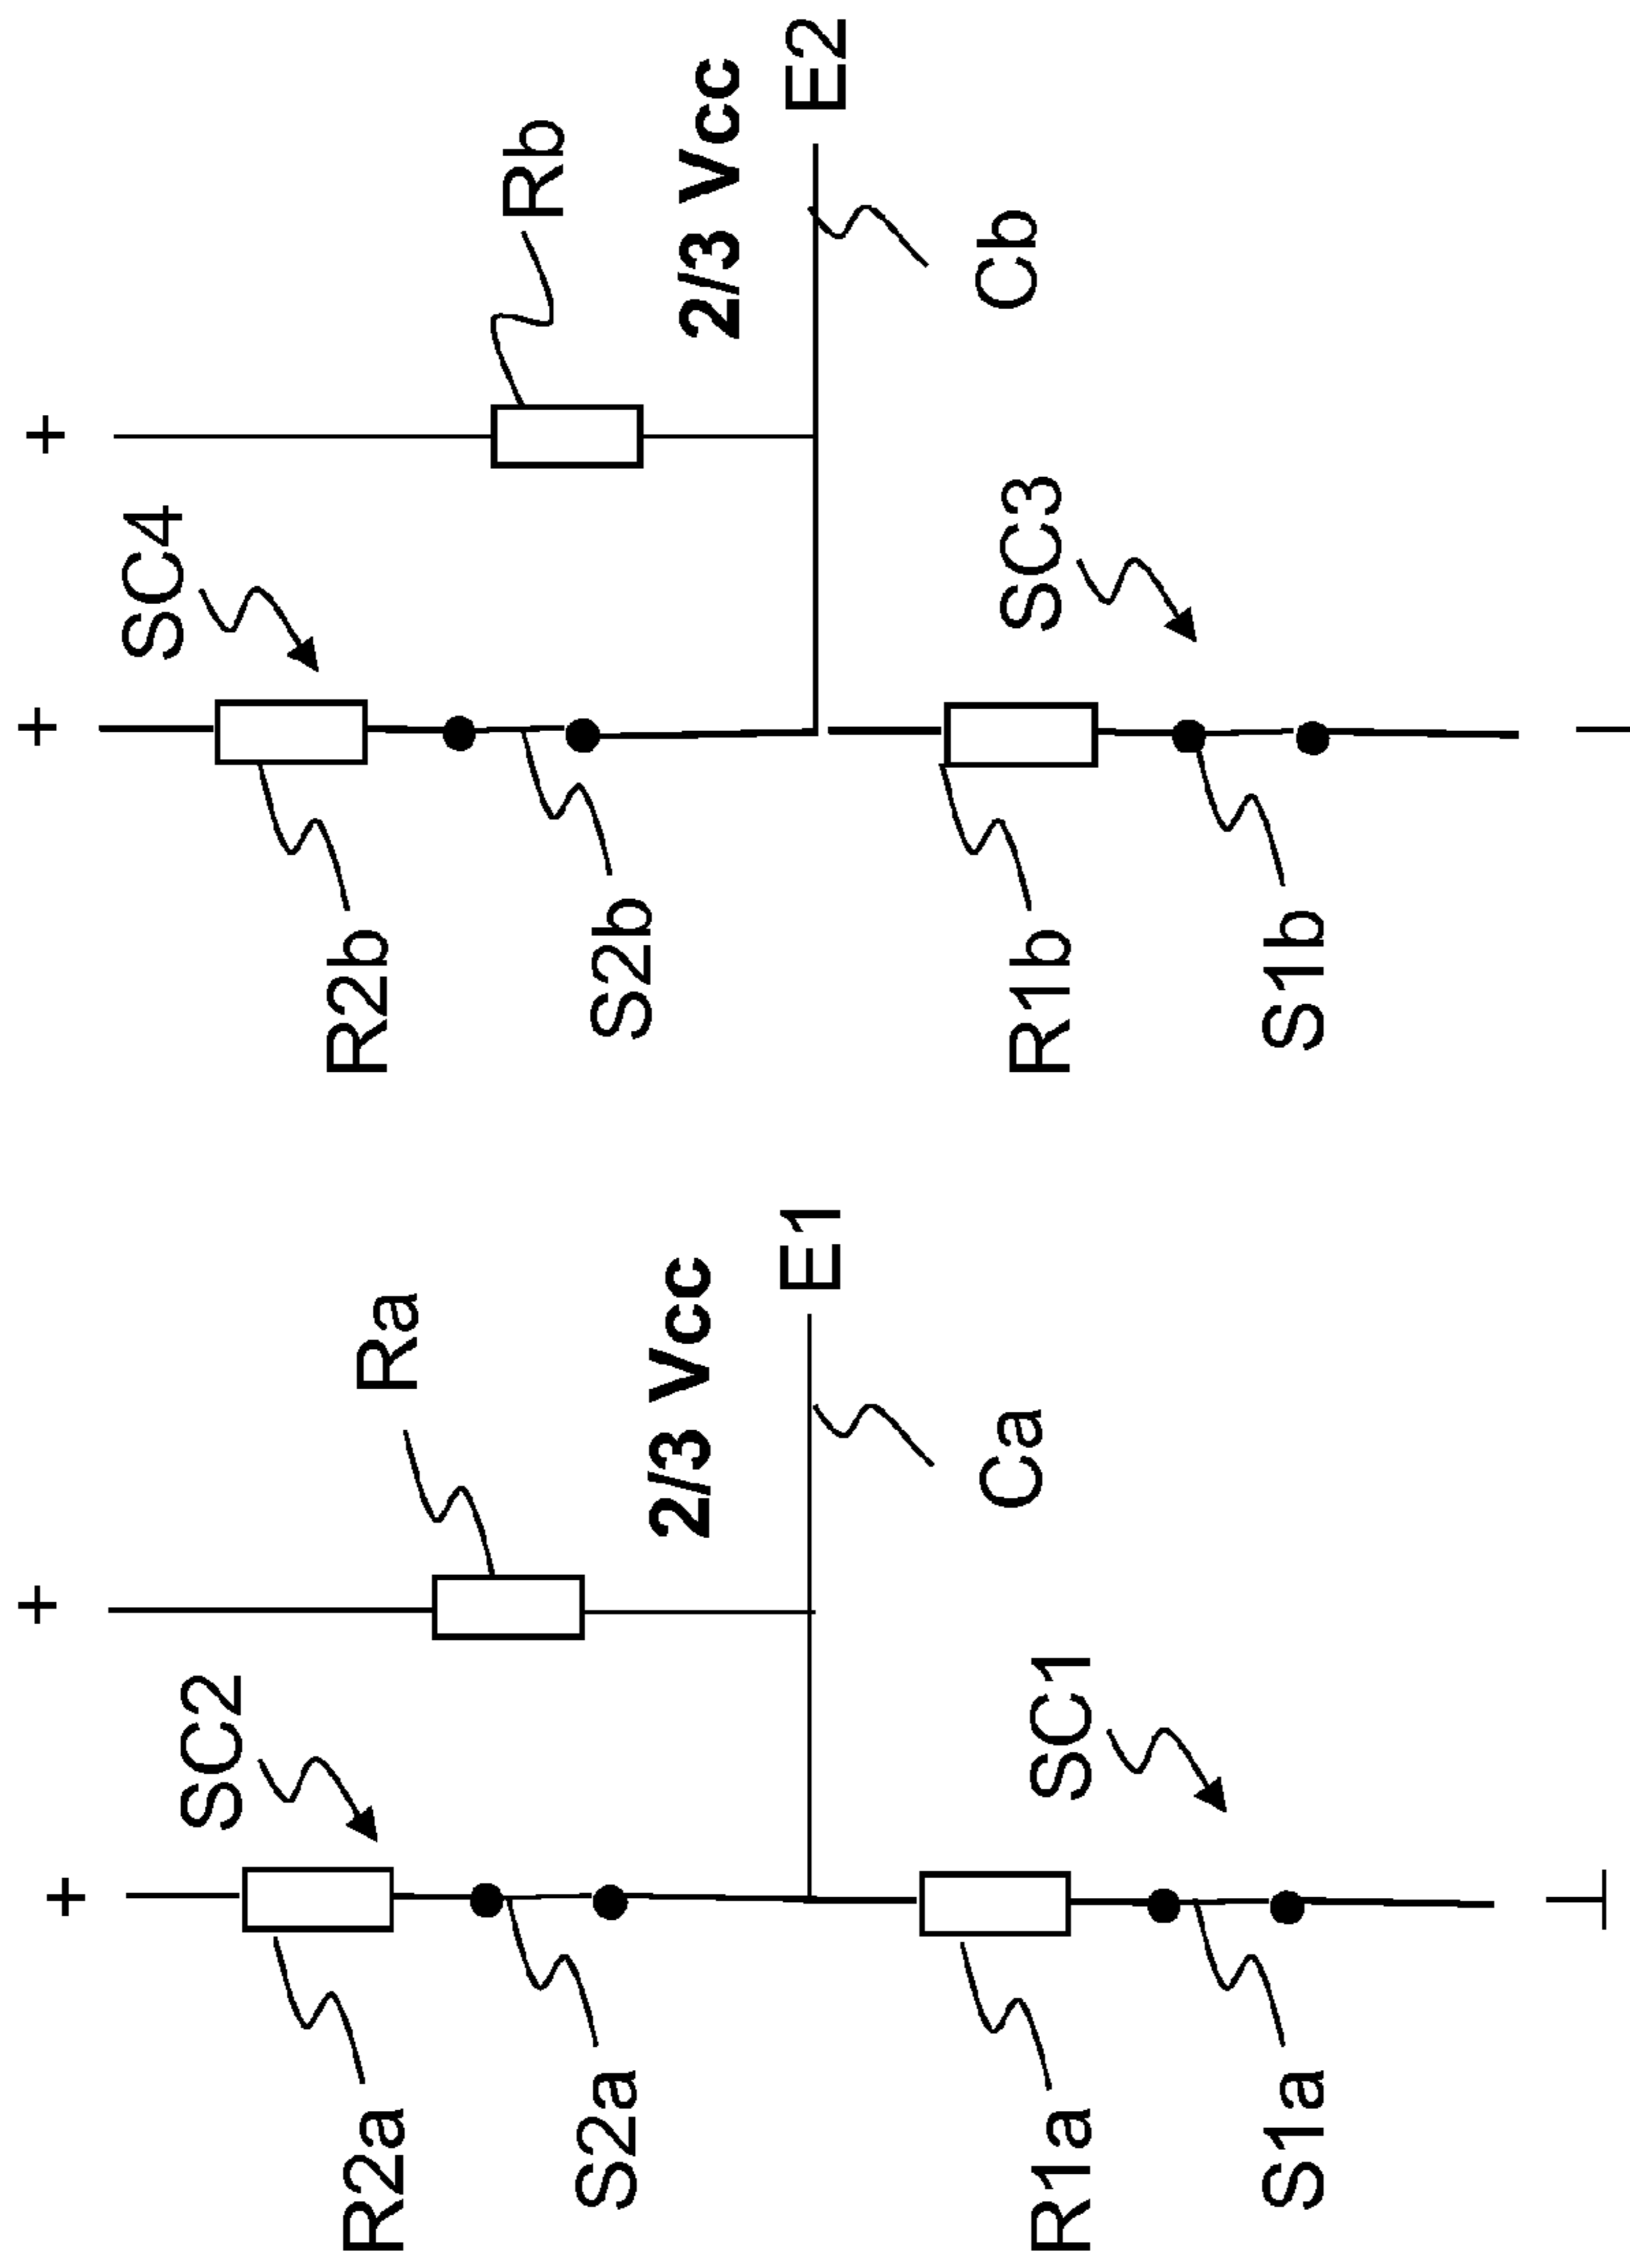 +
+
SC2
R2a
Ra
S2a
2/3 Vcc
E1
Ca
SC1
R1a
S1a
+
+
SC4
R2b
Rb
S2b
2/3 Vcc
E2
Cb
SC3
R1b
S1b